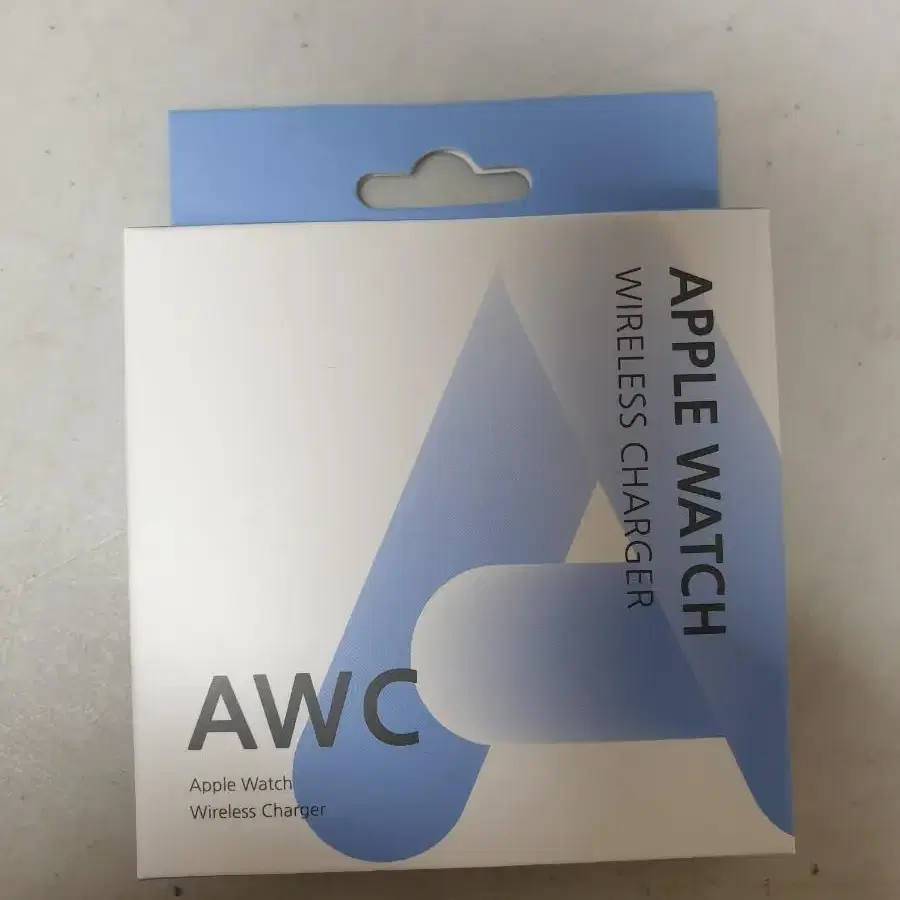 APPLE WATCH
WIRELESS CHARGER
AWC
Apple Watch
Wireless Charger